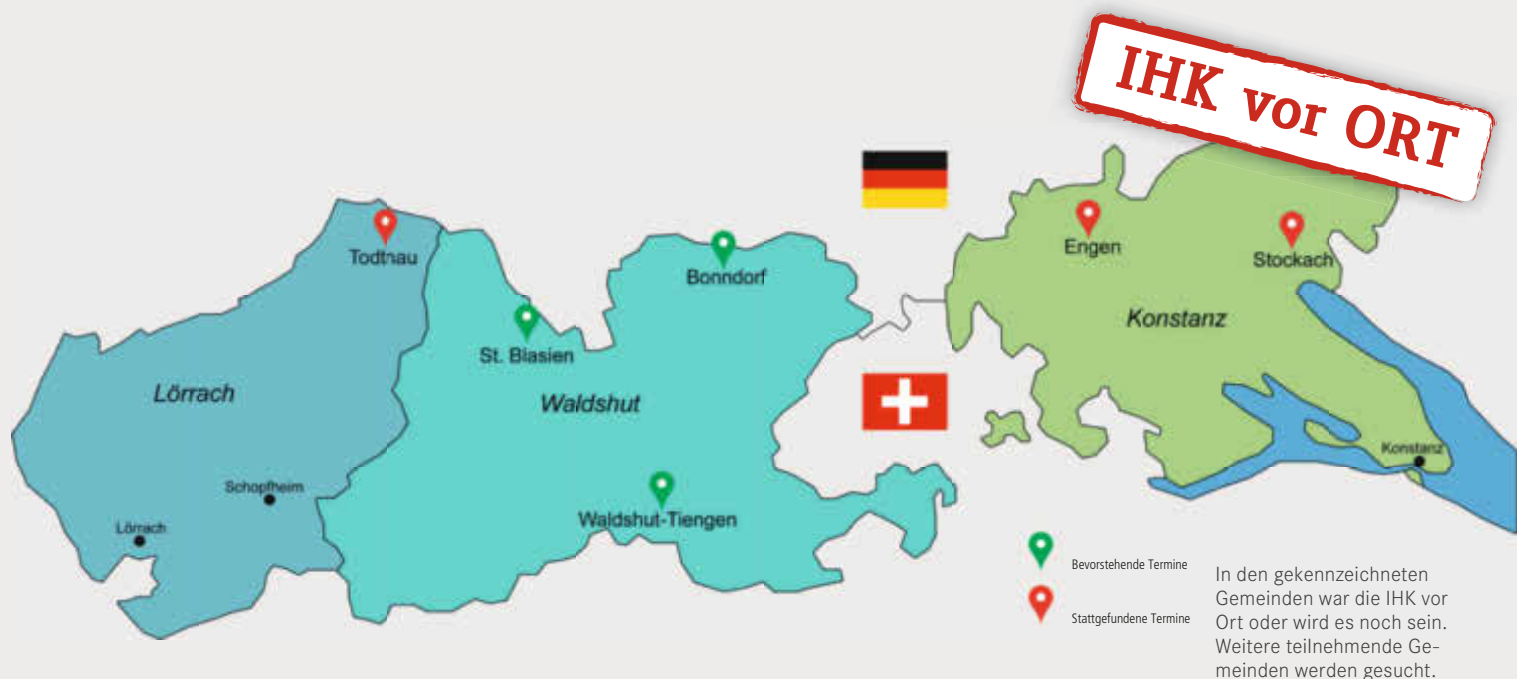 IHK vor ORT
Todtnau
Engen
Stockach
Bonndorf
St. Blasien
Konstanz
Lörrach
Waldshut
Konstanz
Schopfheim
Waldshut-Tiengen
Lörrach
Bevorstehende Termine
Stattgefundene Termine
In den gekennzeichneten
Gemeinden war die IHK vor
Ort oder wird es noch sein.
Weitere teilnehmende Ge-
meinden werden gesucht.